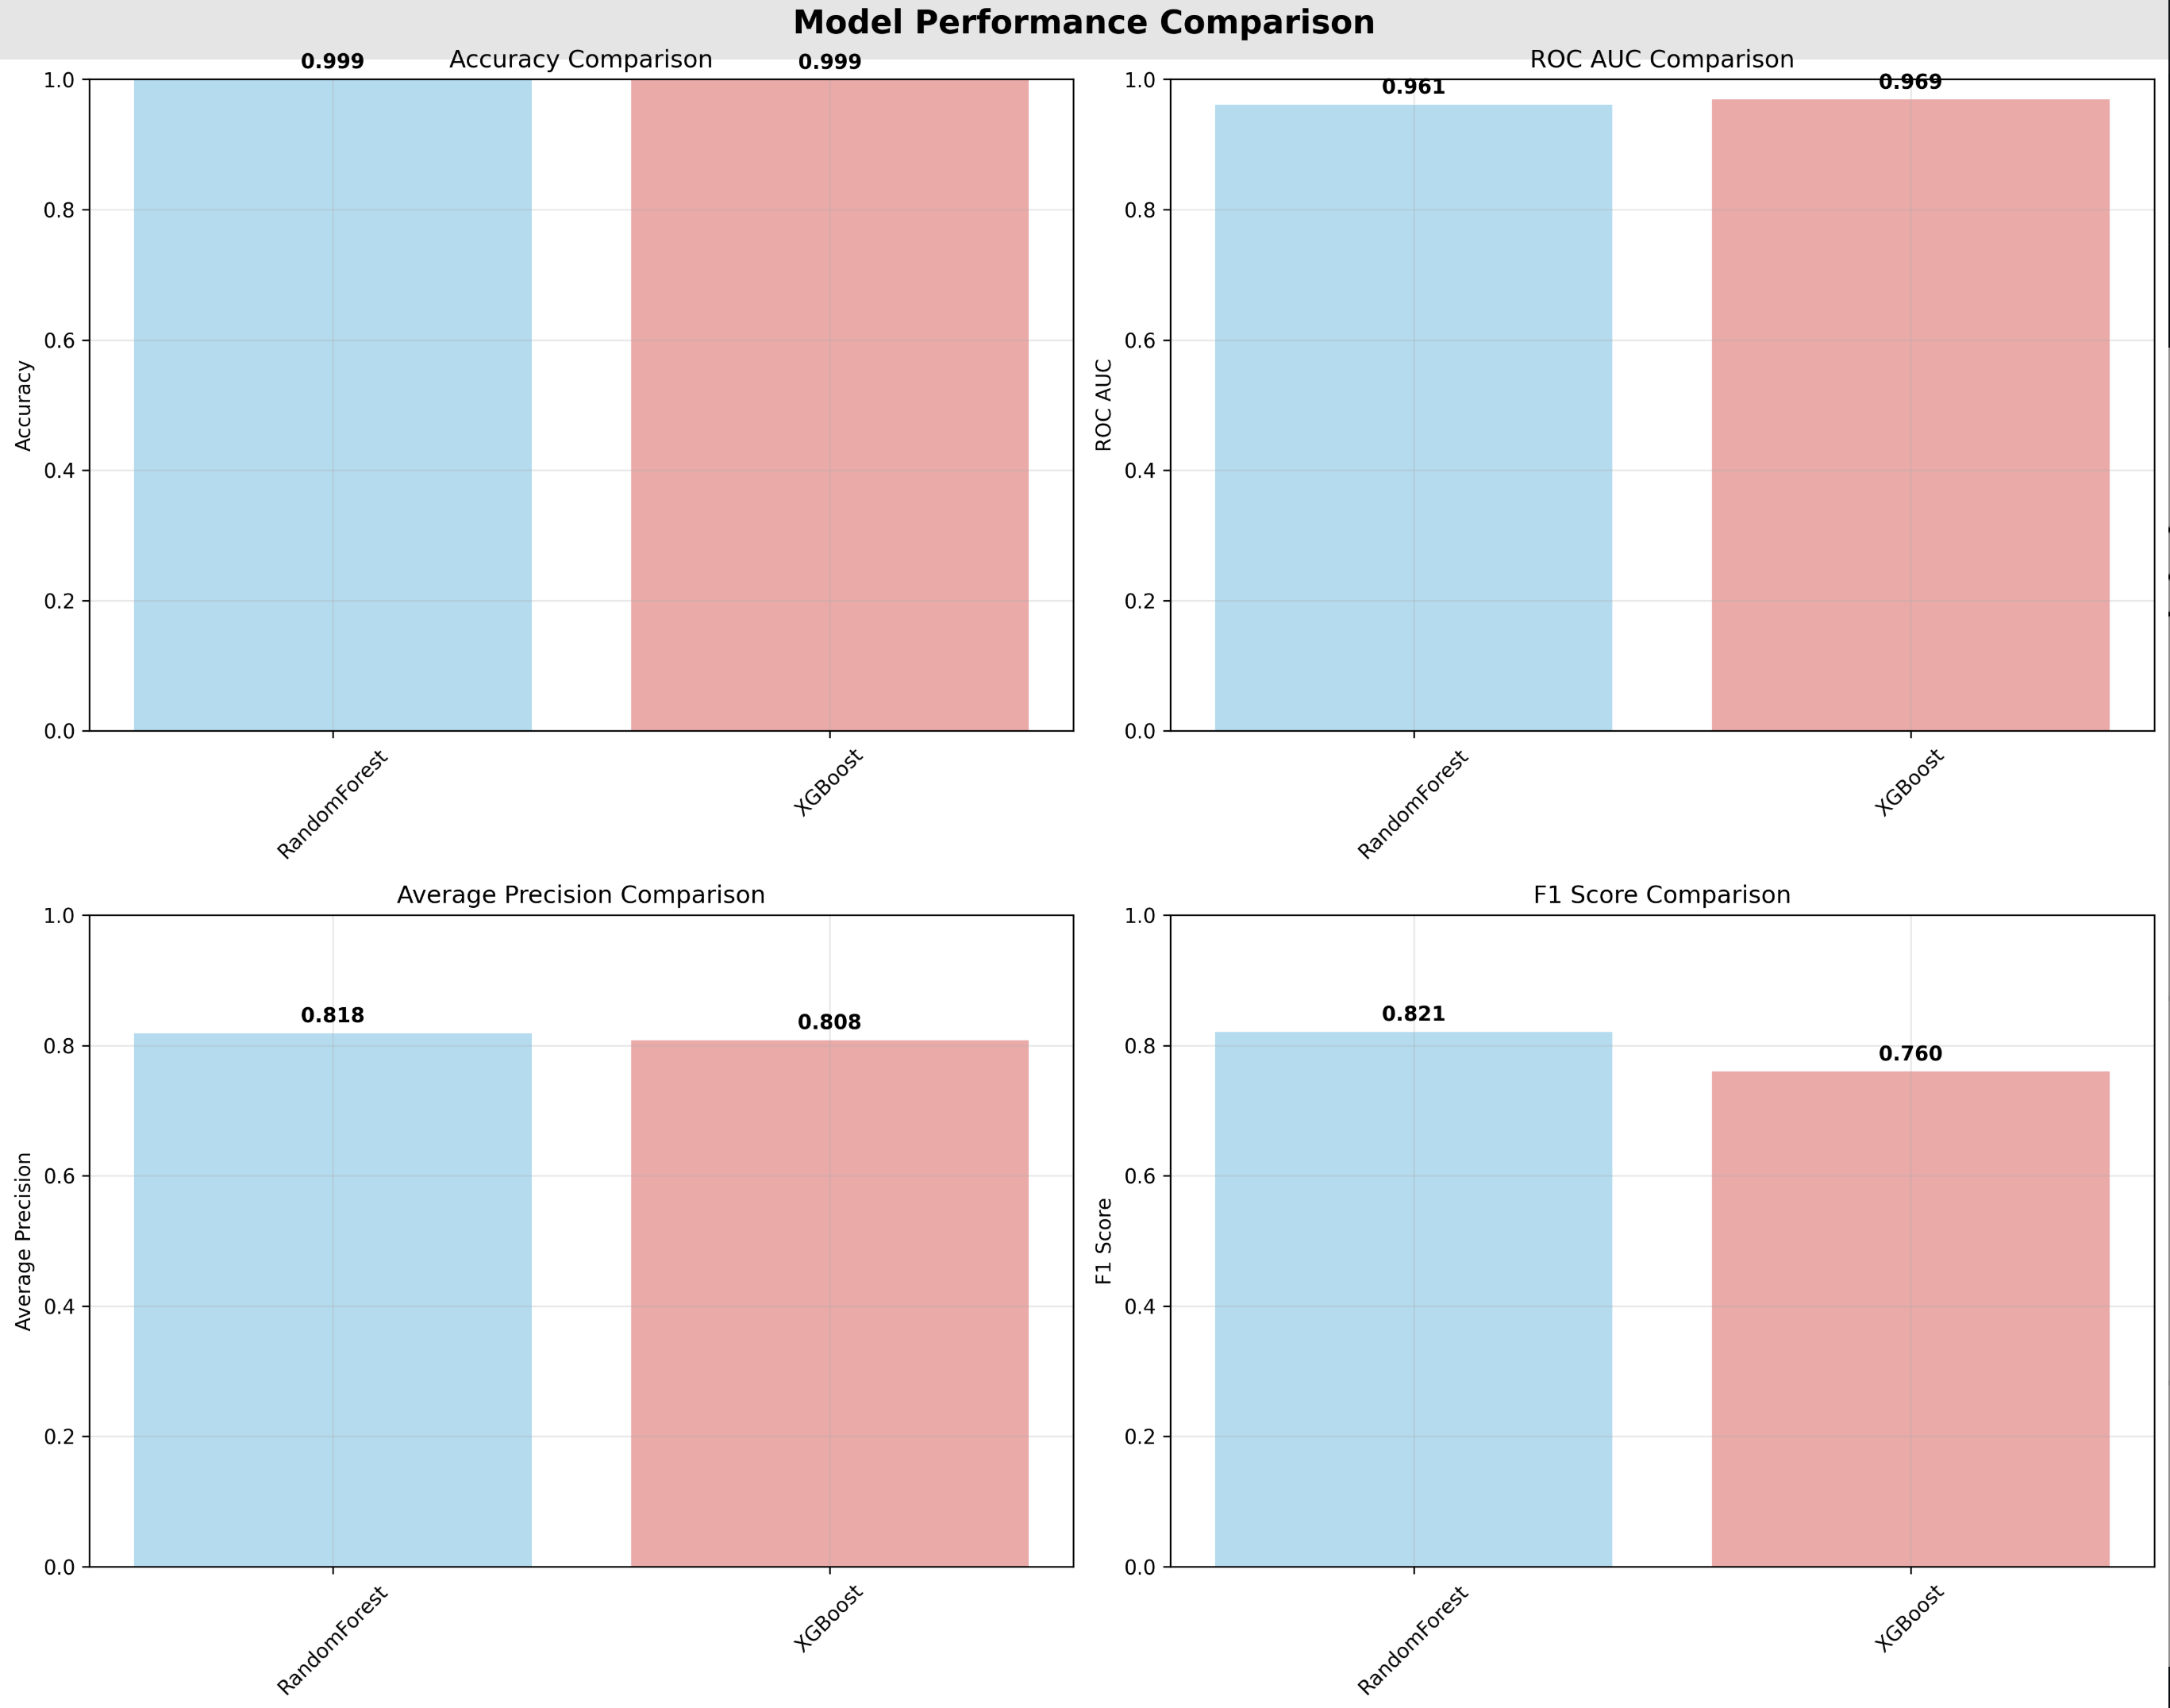 Model Performance Comparison
Accuracy Comparison
0.999
0.999
1.0
0.8
0.6
0.4
0.2
0.0
Accuracy
RandomForest
XGBoost
ROC AUC Comparison
0.961
0.969
1.0
0.8
0.6
0.4
0.2
0.0
ROC AUC
RandomForest
XGBoost
Average Precision Comparison
0.818
0.808
1.0
0.8
0.6
0.4
0.2
0.0
Average Precision
RandomForest
XGBoost
F1 Score Comparison
0.821
0.760
1.0
0.8
0.6
0.4
0.2
0.0
F1 Score
RandomForest
XGBoost